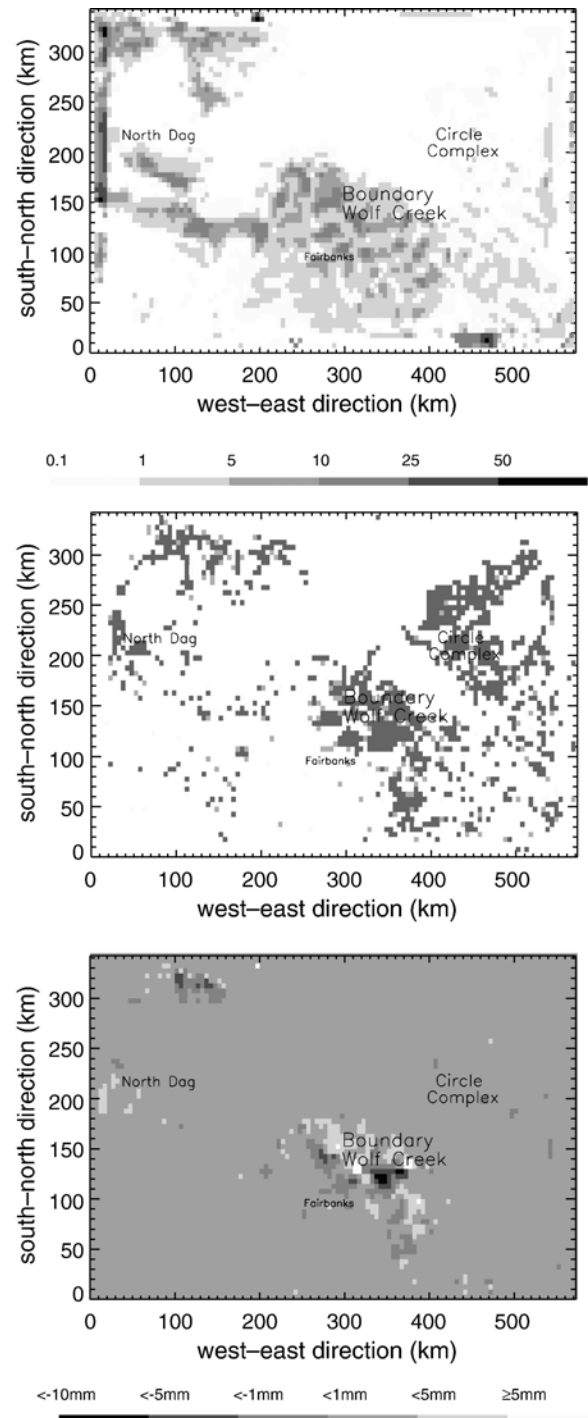 300
250
200
150
100
50
0
south–north direction (km)
North Dag
Circle
Complex
Boundary
Wolf Creek
Fairbanks
0 100 200 300 400 500
west–east direction (km)
0.1 1 5 10 25 50
300
250
200
150
100
50
0
south–north direction (km)
North Dag
Circle
Complex
Boundary
Wolf Creek
Fairbanks
0 100 200 300 400 500
west–east direction (km)
300
250
200
150
100
50
0
south–north direction (km)
North Dag
Circle
Complex
Boundary
Wolf Creek
Fairbanks
0 100 200 300 400 500
west–east direction (km)
<-10mm <-5mm <-1mm <1mm <5mm ≥5mm